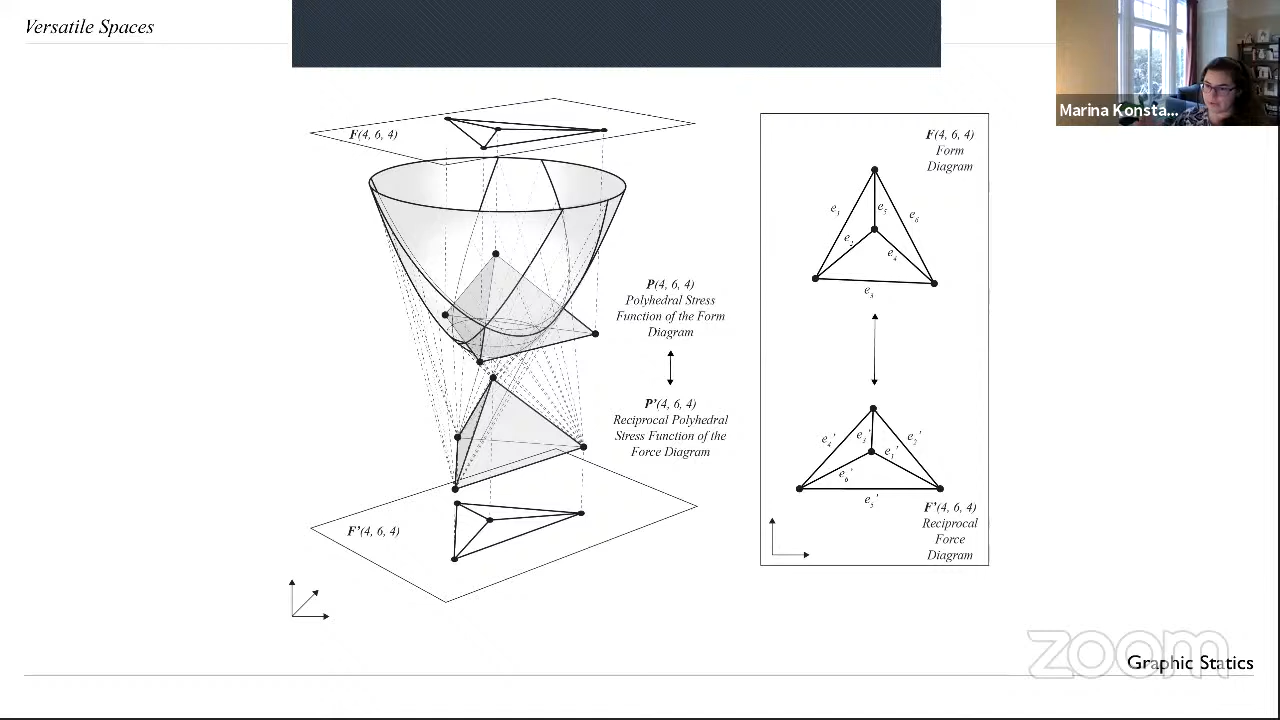 Versatile Spaces
Marina Konsta...
F(4, 6, 4)
F(4, 6, 4)
Form
Diagram
e1
e5
e6
e2
e4
e3
P(4, 6, 4)
Polyhedral Stress
Function of the Form
Diagram
P'(4, 6, 4)
Reciprocal Polyhedral
Stress Function of the
Force Diagram
e4'
e3'
e2'
e1'
e6'
e5'
F'(4, 6, 4)
F'(4, 6, 4)
Reciprocal
Force
Diagram
zoom
Graphic Statics